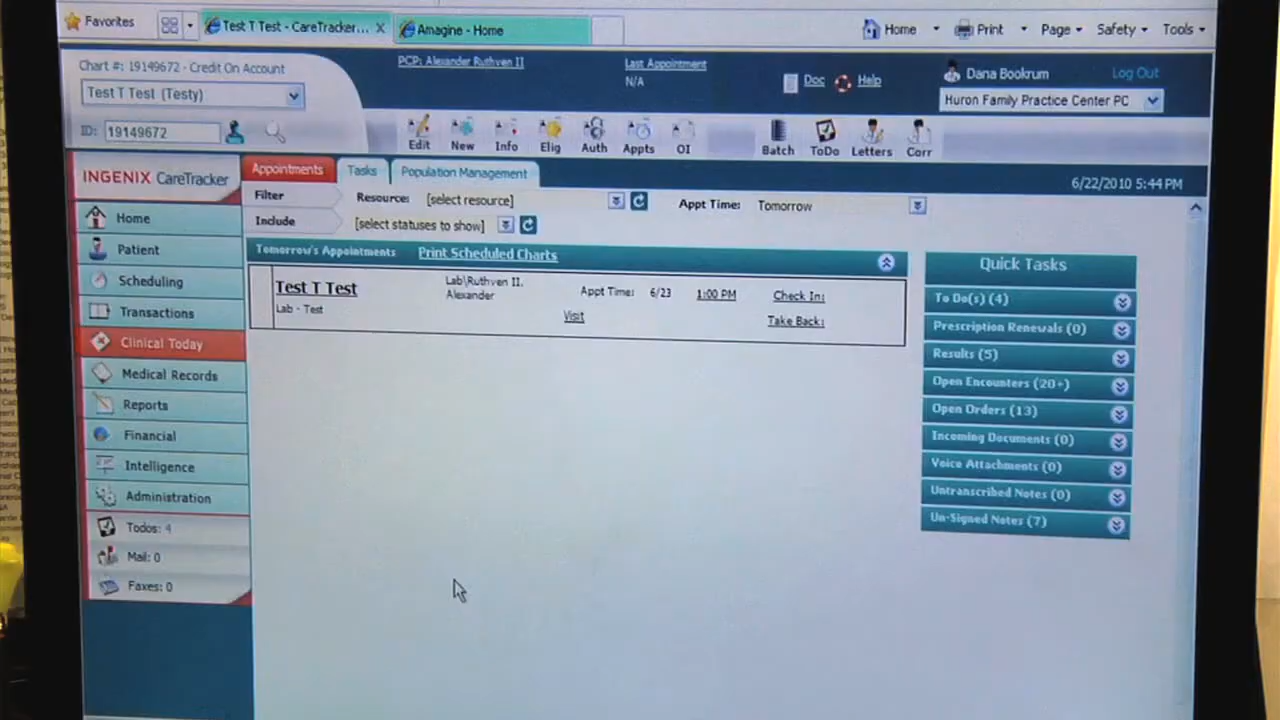 Favorites
Test T Test - CareTracker...
Amagine - Home
Home
Print
Page
Safety
Tools
Chart #: 19149672 - Credit On Account
PCP: Alexander Ruthven II
Last Appointment
N/A
Doc
Help
Dana Bookrum
Log Out
Test T Test (Testy)
Huron Family Practice Center PC
ID: 19149672
Edit New Info Elig Auth Appts OI Batch ToDo Letters Corr
INGENIX CareTracker
Appointments Tasks Population Management
6/22/2010 5:44 PM
Filter
Resource: [select resource]
Appt Time: Tomorrow
Include
[select statuses to show]
Tomorrow's Appointments Print Scheduled Charts
Test T Test
Lab\Ruthven II.
Alexander
Appt Time: 6/23 1:00 PM
Check In:
Lab - Test
Visit
Take Back:
Home
Patient
Scheduling
Transactions
Clinical Today
Medical Records
Reports
Financial
Intelligence
Administration
Todos: 4
Mail: 0
Faxes: 0
Quick Tasks
To Do(s) (4)
Prescription Renewals (0)
Results (5)
Open Encounters (20+)
Open Orders (13)
Incoming Documents (0)
Voice Attachments (0)
Untranscribed Notes (0)
Un-Signed Notes (7)